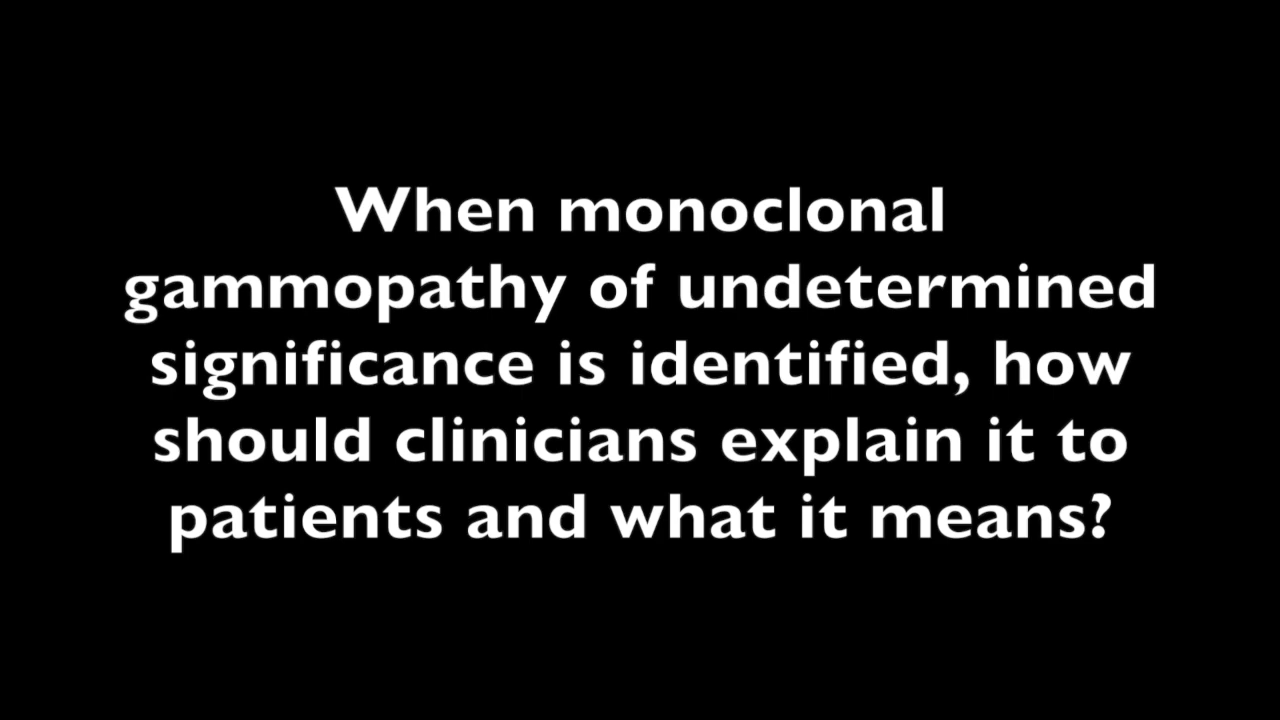 When monoclonal
gammopathy of undetermined
significance is identified, how
should clinicians explain it to
patients and what it means?